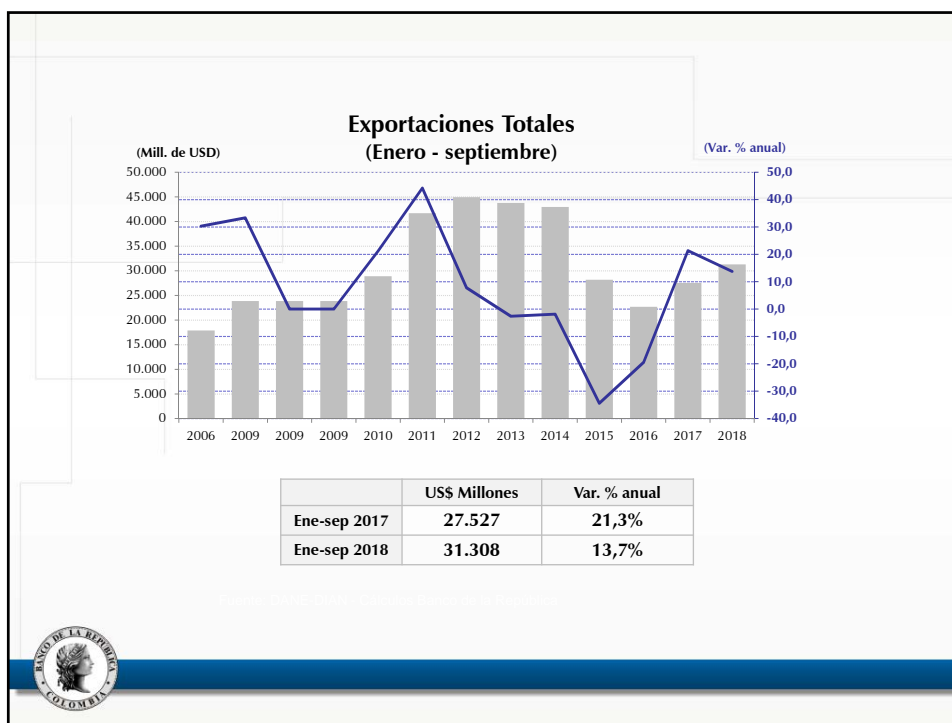 Exportaciones Totales
(Enero - septiembre)
(Mill. de USD)
(Var. % anual)
50.000
45.000
40.000
35.000
30.000
25.000
20.000
15.000
10.000
5.000
0
50,0
40,0
30,0
20,0
10,0
0,0
-10,0
-20,0
-30,0
-40,0
2006 2009 2009 2009 2010 2011 2012 2013 2014 2015 2016 2017 2018
US$ Millones Var. % anual
Ene-sep 2017 27.527 21,3%
Ene-sep 2018 31.308 13,7%
BANCO DE LA REPUBLICA
COLOMBIA